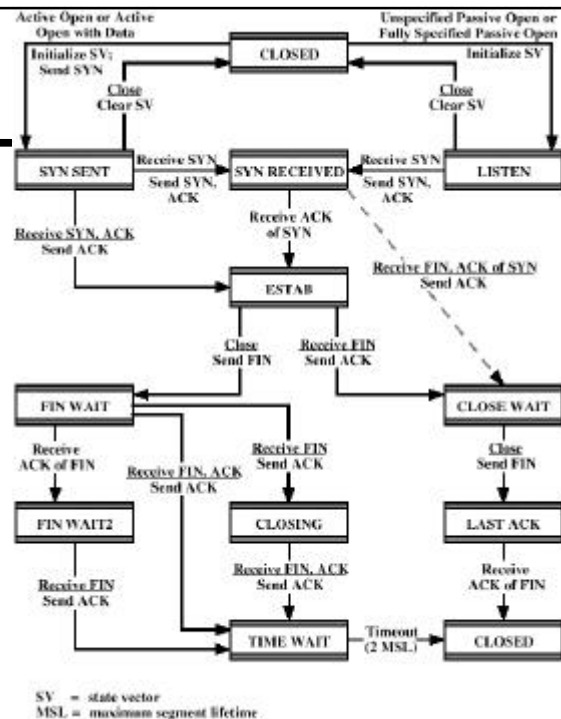 Active Open or Active
Open with Data
Initialize SV;
Send SYN
Unspecified Passive Open or
Fully Specified Passive Open
Initialize SV
CLOSED
Close
Clear SV
Close
Clear SV
SYN SENT
Receive SYN
Send SYN,
ACK
SYN RECEIVED
Receive SYN
Send SYN,
ACK
LISTEN
Receive SYN, ACK
Send ACK
Receive ACK
of SYN
Receive FIN, ACK of SYN
Send ACK
ESTAB
Close
Send FIN
Receive FIN
Send ACK
FIN WAIT
CLOSE WAIT
Receive
ACK of FIN
Receive FIN, ACK
Send ACK
Receive FIN
Send ACK
Close
Send FIN
FIN WAIT2
CLOSING
LAST ACK
Receive FIN
Send ACK
Receive FIN, ACK
Send ACK
Receive
ACK of FIN
TIME WAIT
Timeout
(2 MSL)
CLOSED
SV = state vector
MSL = maximum segment lifetime